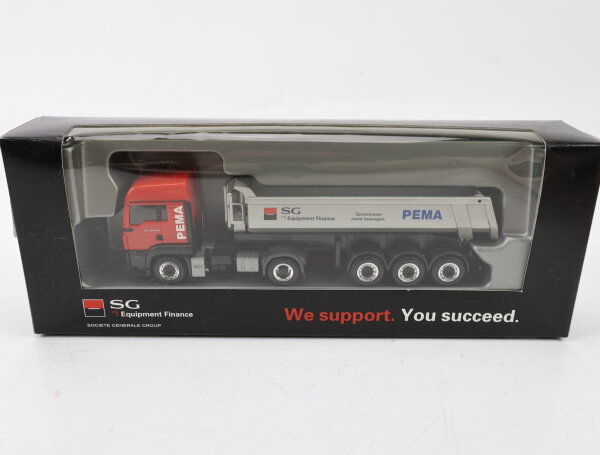 PEMA
SG
Equipment Finance
Gemeinsam
mehr bewegen.
PEMA
SG
Equipment Finance
SOCIETE GENERALE GROUP
We support. You succeed.